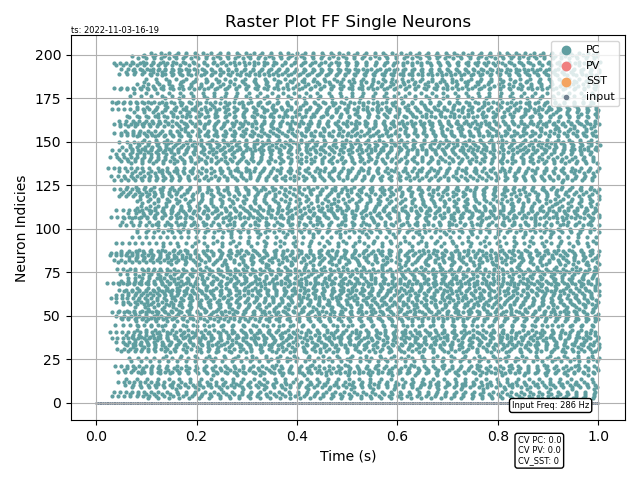 Raster Plot FF Single Neurons
ts: 2022-11-03-16-19
PC
PV
SST
input
200
175
150
125
100
75
50
25
0
Neuron Indicies
Input Freq: 286 Hz
0.0 0.2 0.4 0.6 0.8 1.0
Time (s)
CV PC: 0.0
CV PV: 0.0
CV_SST: 0